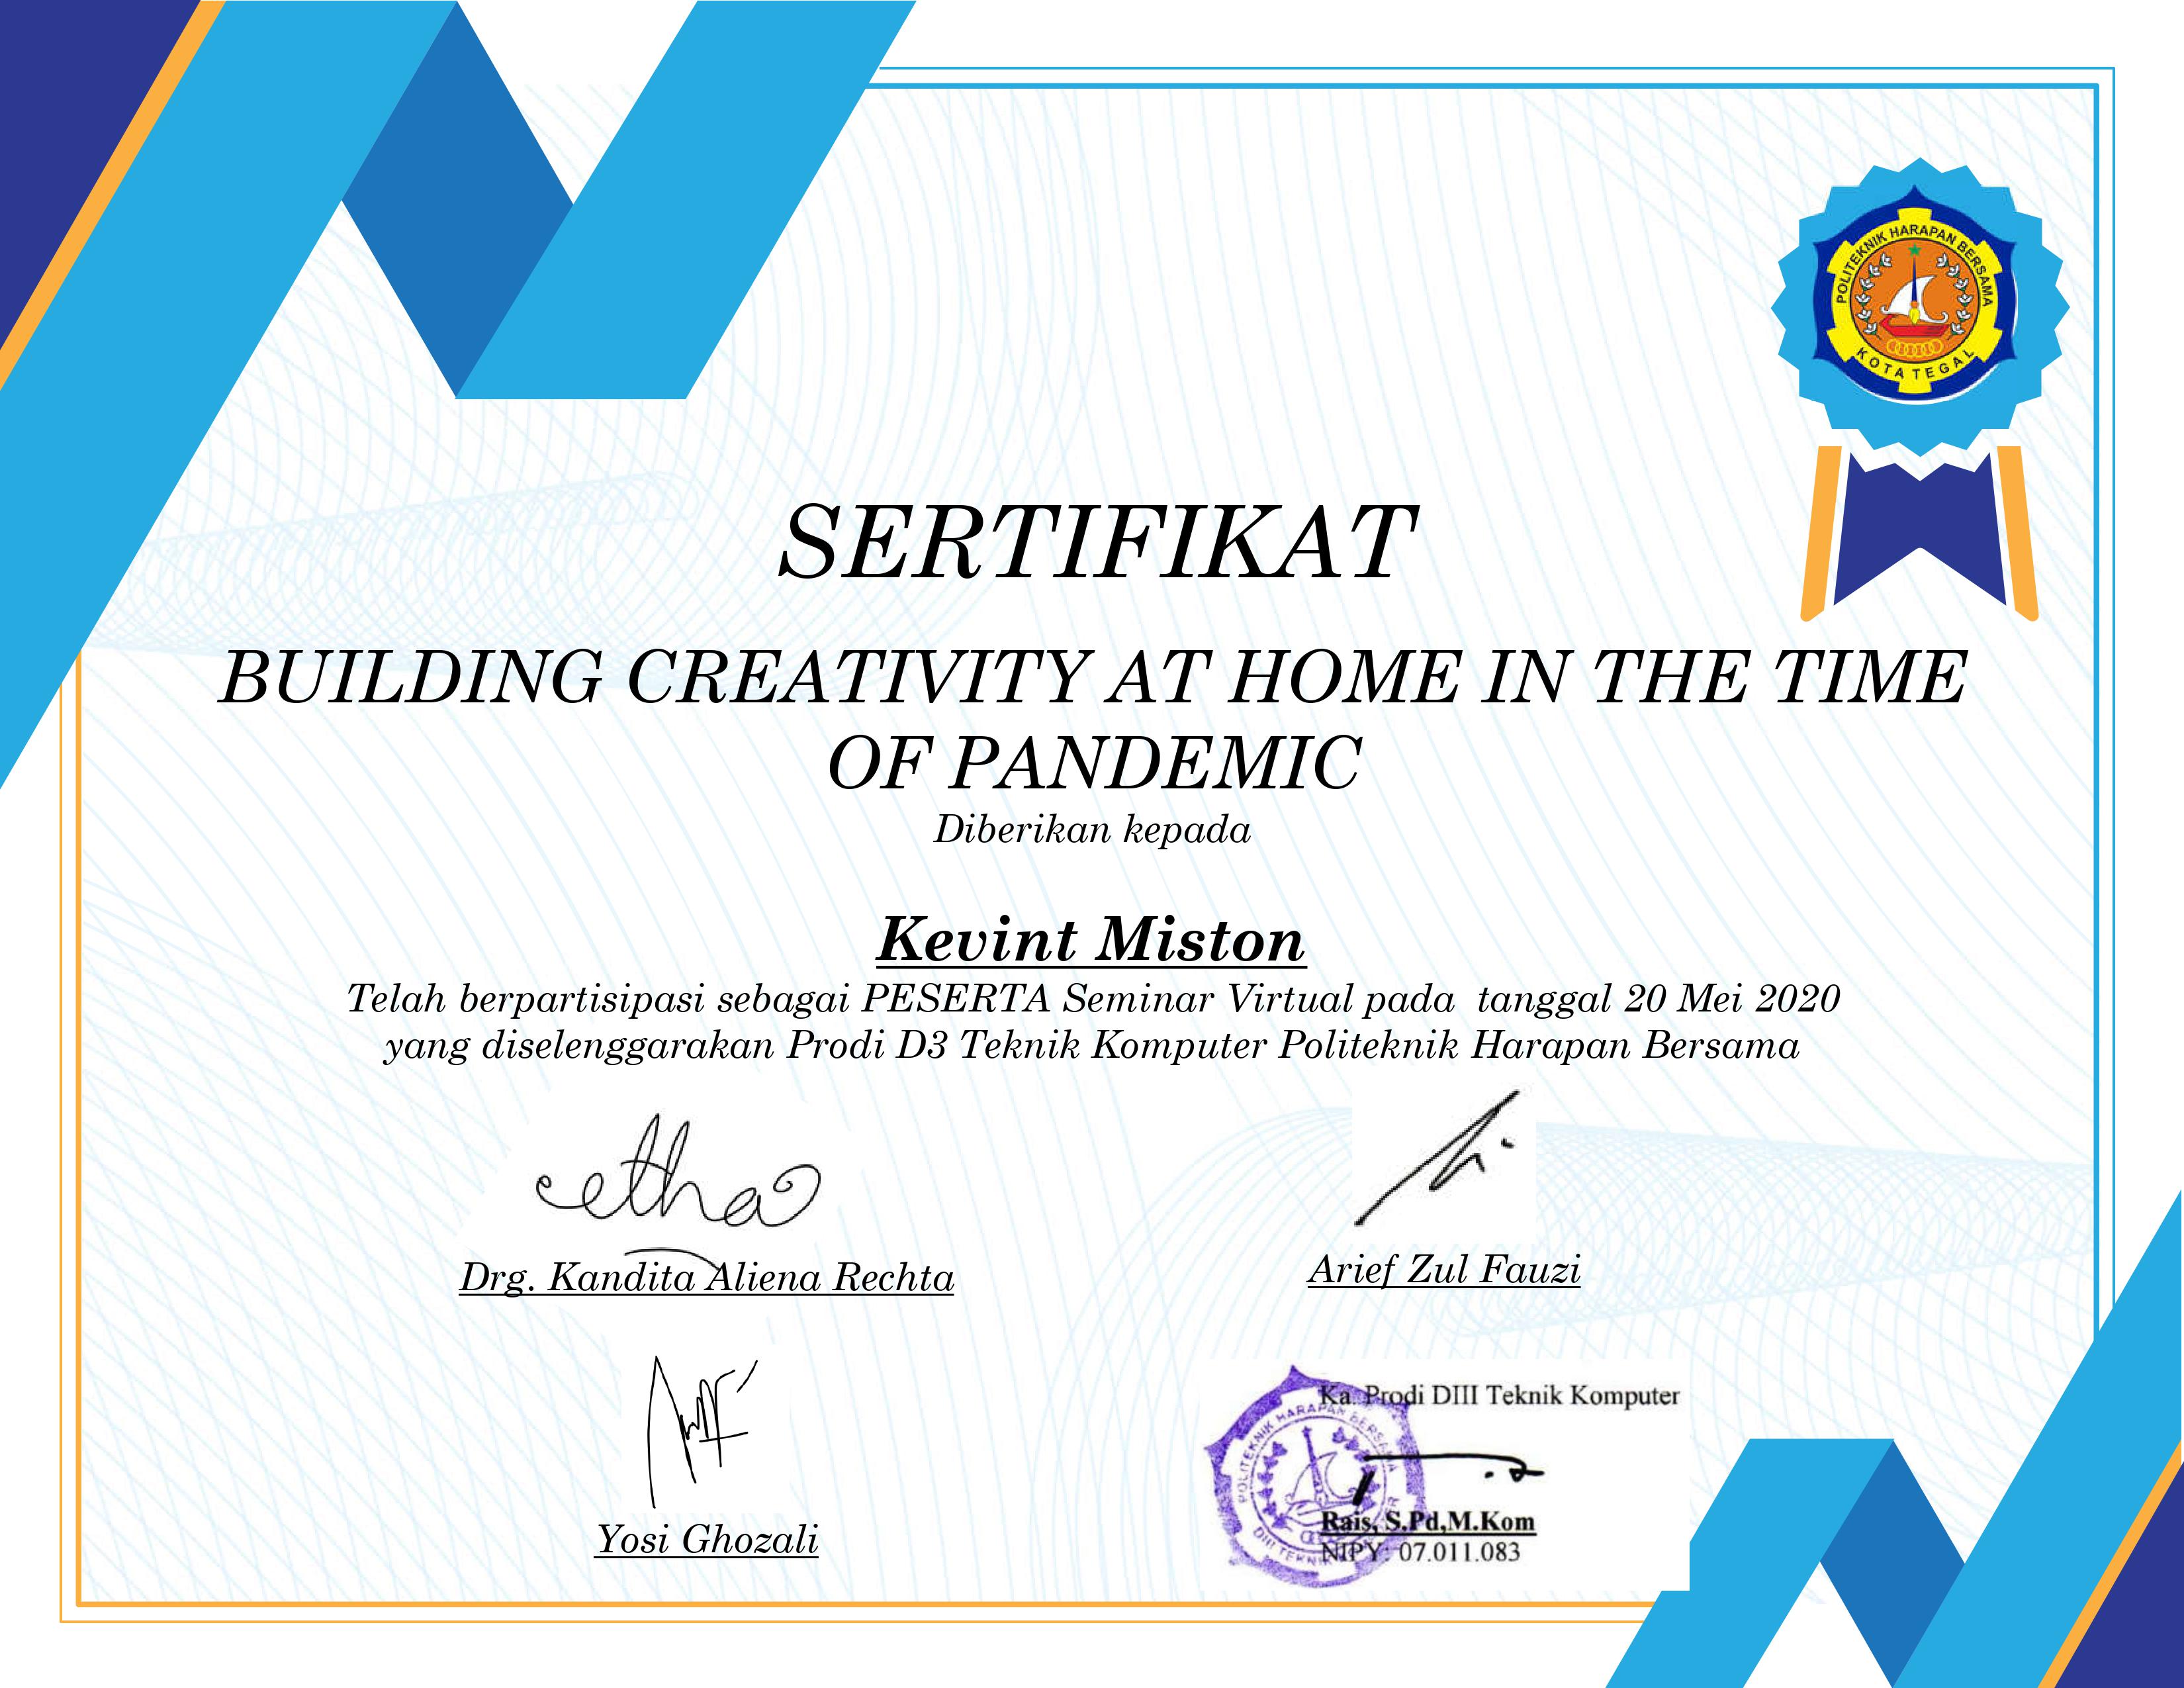 POLITEKNIK HARAPAN BERSAMA
KOTA TEGAL
SERTIFIKAT
BUILDING CREATIVITY AT HOME IN THE TIME
OF PANDEMIC
Diberikan kepada
Kevint Miston
Telah berpartisipasi sebagai PESERTA Seminar Virtual pada tanggal 20 Mei 2020
yang diselenggarakan Prodi D3 Teknik Komputer Politeknik Harapan Bersama
etha
Drg. Kandita Aliena Rechta
Arief Zul Fauzi
Yosi Ghozali
Ka. Prodi DIII Teknik Komputer
POLITEKNIK HARAPAN BERSAMA
DIII TEKNIK
Rais, S.Pd,M.Kom
NIPY: 07.011.083